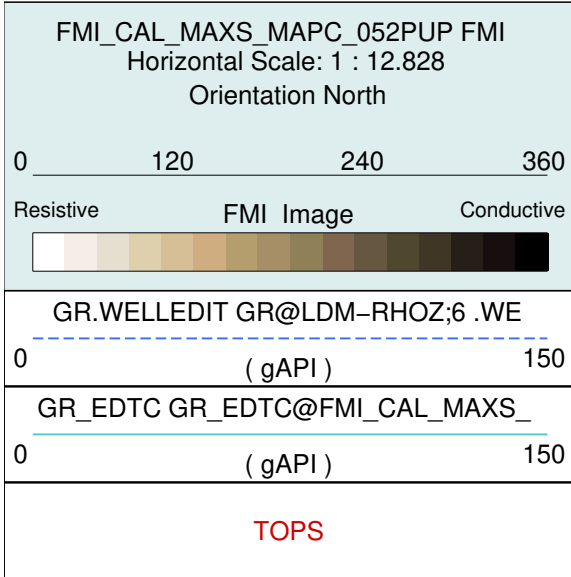 FMI_CAL_MAXS_MAPC_052PUP FMI
Horizontal Scale: 1 : 12.828
Orientation North
0 120 240 360
Resistive FMI Image Conductive
GR.WELLEDIT GR@LDM−RHOZ;6 .WE
0 ( gAPI ) 150
GR_EDTC GR_EDTC@FMI_CAL_MAXS_
0 ( gAPI ) 150
TOPS